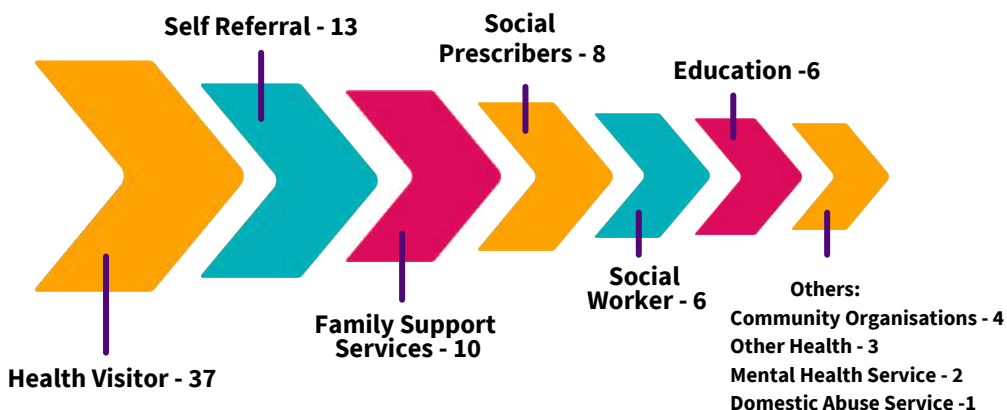 Self Referral - 13
Social
Prescribers - 8
Education -6
Health Visitor - 37
Family Support
Services - 10
Social
Worker - 6
Others:
Community Organisations - 4
Other Health - 3
Mental Health Service - 2
Domestic Abuse Service -1